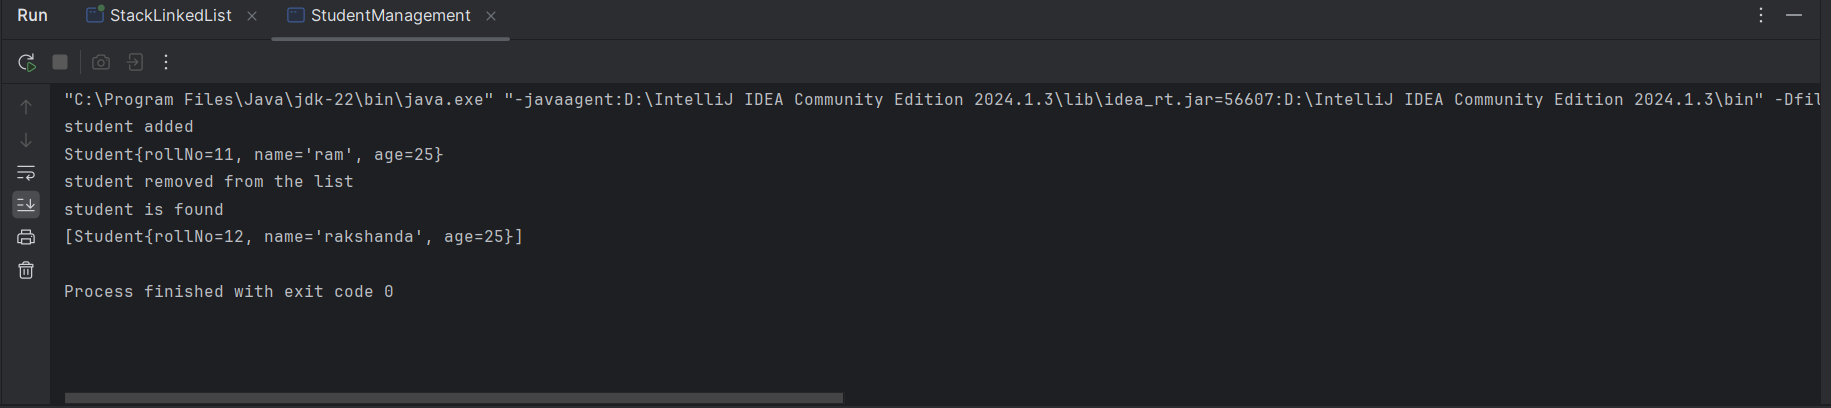 Run StackLinkedList StudentManagement
"C:\Program Files\Java\jdk-22\bin\java.exe" "-javaagent:D:\IntelliJ IDEA Community Edition 2024.1.3\lib\idea_rt.jar=56607:D:\IntelliJ IDEA Community Edition 2024.1.3\bin" -Dfil
student added
Student{rollNo=11, name='ram', age=25}
student removed from the list
student is found
[Student{rollNo=12, name='rakshanda', age=25}]
Process finished with exit code 0